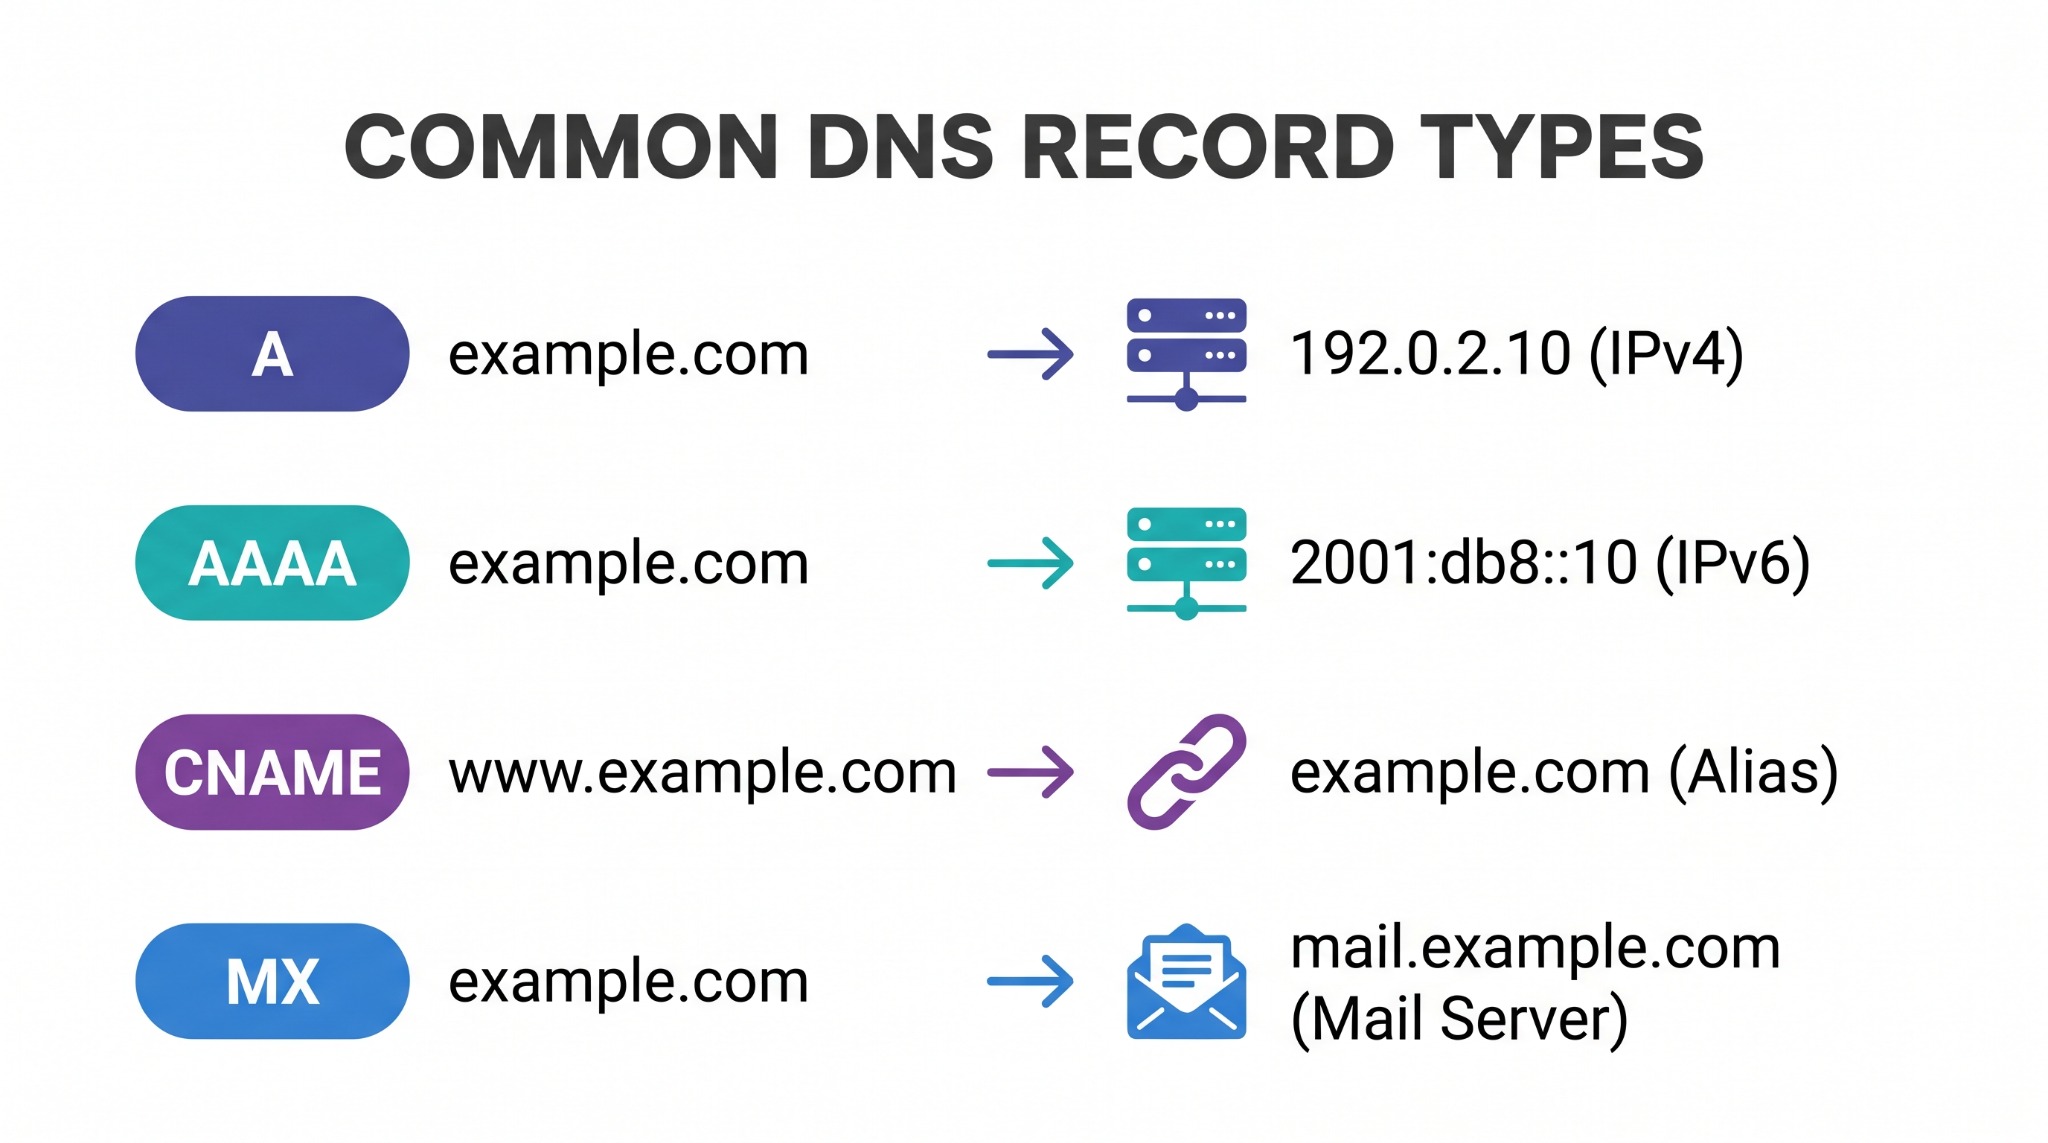 COMMON DNS RECORD TYPES
A example.com 192.0.2.10 (IPv4)
AAAA example.com 2001:db8::10 (IPv6)
CNAME www.example.com example.com (Alias)
MX example.com mail.example.com
(Mail Server)